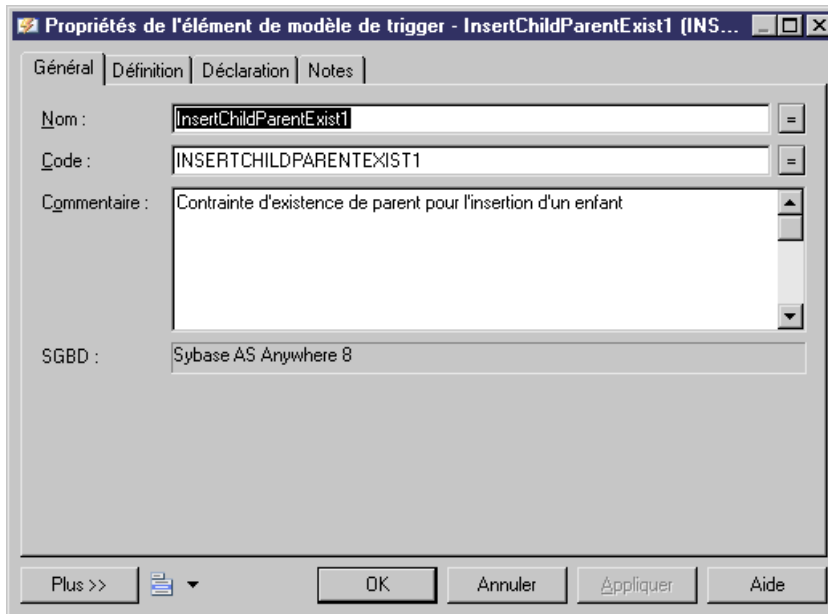 Propriétés de l'élément de modèle de trigger - InsertChildParentExist1 (INS...
Général Définition Déclaration Notes
Nom : InsertChildParentExist1 =
Code : INSERTCHILDPARENTEXIST1 =
Commentaire : Contrainte d'existence de parent pour l'insertion d'un enfant
SGBD : Sybase AS Anywhere 8
Plus >> OK Annuler Appliquer Aide